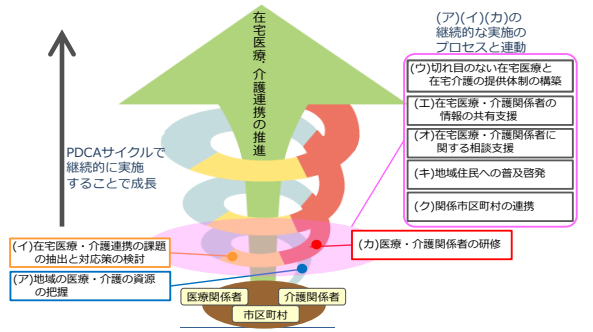 在宅医療、介護連携の推進
(ア)(イ)(カ)の
継続的な実施の
プロセスと連動
(ウ)切れ目のない在宅医療と
在宅介護の提供体制の構築
(エ)在宅医療・介護関係者の
情報の共有支援
(オ)在宅医療・介護関係者に
関する相談支援
(キ)地域住民への普及啓発
(ク)関係市区町村の連携
PDCAサイクルで
継続的に実施
することで成長
(イ)在宅医療・介護連携の課題
の抽出と対応策の検討
(カ)医療・介護関係者の研修
(ア)地域の医療・介護の資源
の把握
医療関係者
介護関係者
市区町村